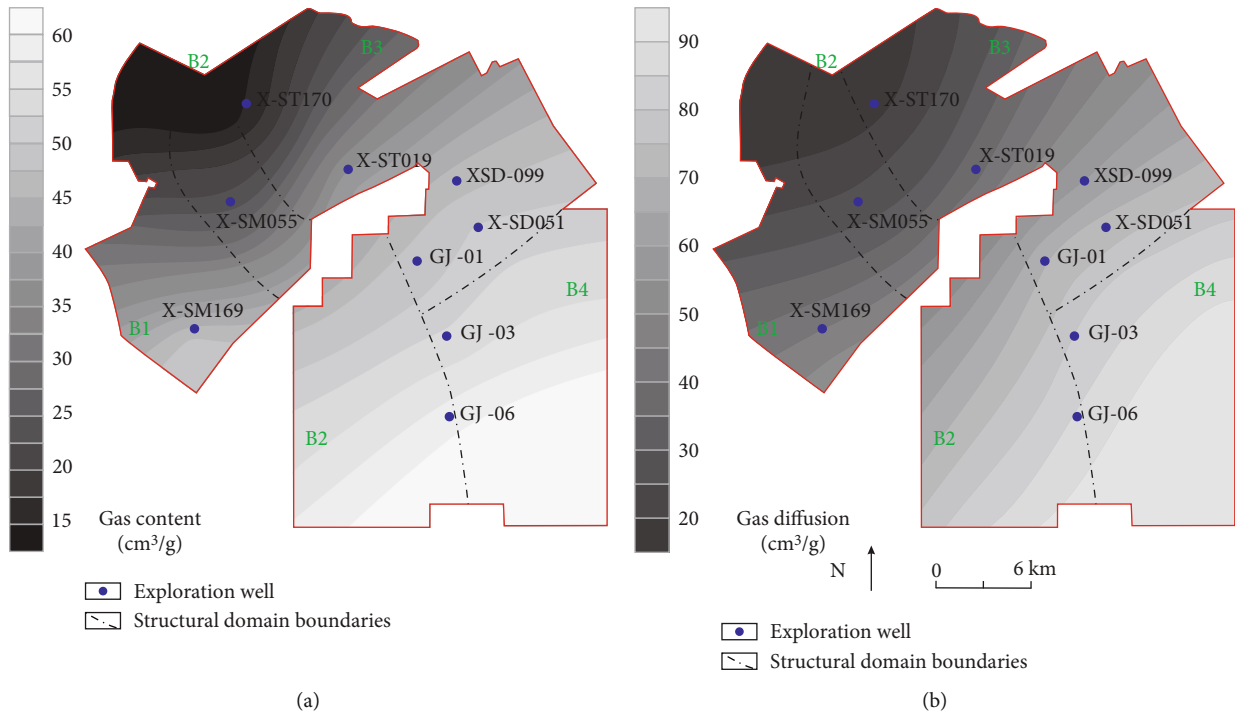 60
55
50
45
40
35
30
25
20
15
B2
B3
X-ST170
X-ST019
XSD-099
X-SM055
X-SD051
GJ -01
B4
X-SM169
B1
GJ -03
GJ -06
B2
Gas content
(cm³/g)
Exploration well
Structural domain boundaries
(a)
90
80
70
60
50
40
30
20
B2
B3
X-ST170
X-ST019
XSD-099
X-SM055
X-SD051
GJ-01
B4
X-SM169
B1
GJ-03
GJ-06
B2
Gas diffusion
(cm³/g)
N
0
6 km
Exploration well
Structural domain boundaries
(b)